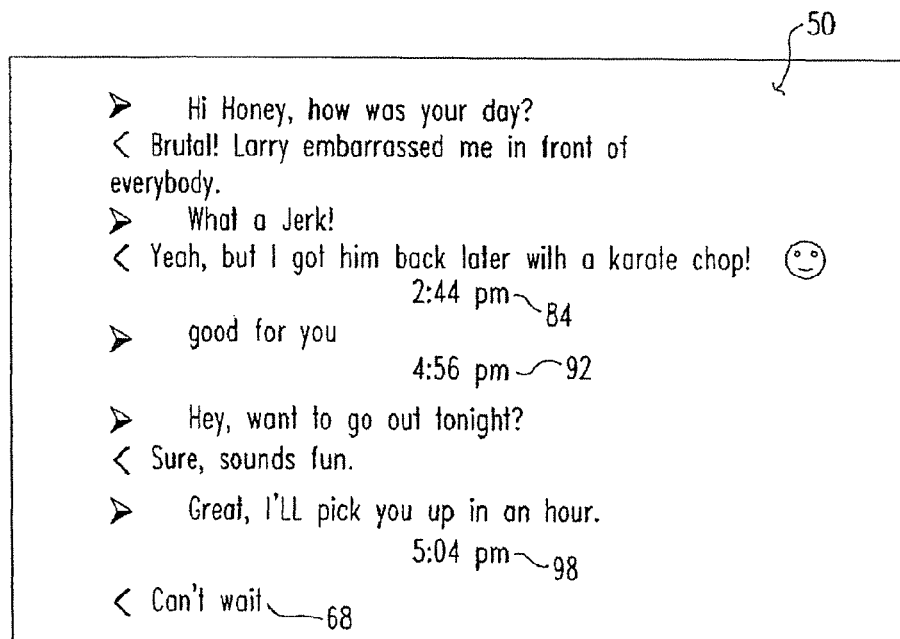 50
➤ Hi Honey, how was your day?
< Brutal! Larry embarrassed me in front of
everybody.
➤ What a Jerk!
< Yeah, but I got him back later with a karate chop!
2:44 pm 84
➤ good for you
4:56 pm 92
➤ Hey, want to go out tonight?
< Sure, sounds fun.
➤ Great, I'LL pick you up in an hour.
5:04 pm 98
< Can't wait 68